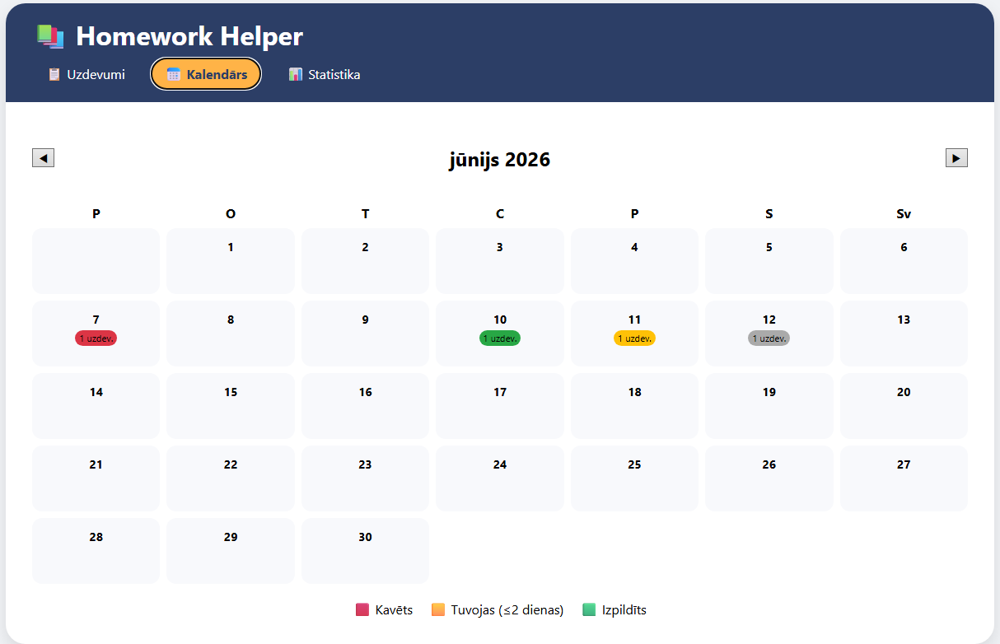 Homework Helper
Uzdevumi Kalendārs Statistika
◀ jūnijs 2026 ▶
P O T C P S Sv
1 2 3 4 5 6
7 8 9 10 11 12 13
1 uzdev. 1 uzdev. 1 uzdev. 1 uzdev.
14 15 16 17 18 19 20
21 22 23 24 25 26 27
28 29 30
Kavēts Tuvojas (≤2 dienas) Izpildīts